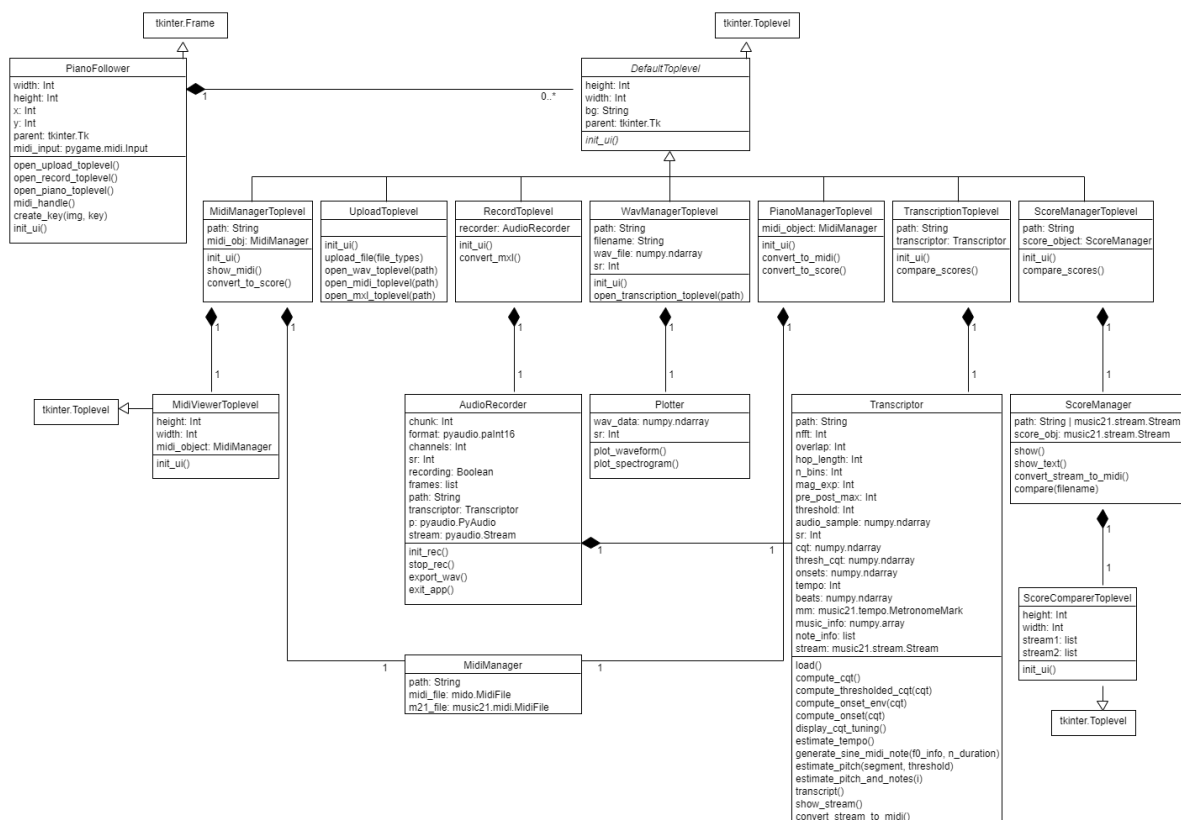 tkinter.Frame
tkinter.Toplevel
PianoFollower
width: Int
height: Int
x: Int
y: Int
parent: tkinter.Tk
midi_input: pygame.midi.Input
open_upload_toplevel()
open_record_toplevel()
open_piano_toplevel()
midi_handle()
create_key(img, key)
init_ui()
1
0..*
DefaultToplevel
height: Int
width: Int
bg: String
parent: tkinter.Tk
init_ui()
MidiManagerToplevel
path: String
midi_obj: MidiManager
init_ui()
show_midi()
convert_to_score()
UploadToplevel
init_ui()
upload_file(file_types)
open_wav_toplevel(path)
open_midi_toplevel(path)
open_mxl_toplevel(path)
RecordToplevel
recorder: AudioRecorder
init_ui()
convert_mxl()
WavManagerToplevel
path: String
filename: String
wav_file: numpy.ndarray
sr: Int
init_ui()
open_transcription_toplevel(path)
PianoManagerToplevel
midi_object: MidiManager
init_ui()
convert_to_midi()
convert_to_score()
TranscriptionToplevel
path: String
transcriptor: Transcriptor
init_ui()
compare_scores()
ScoreManagerToplevel
path: String
score_object: ScoreManager
init_ui()
compare_scores()
1
1
1
1
1
1
1
1
1
1
1
1
tkinter.Toplevel
MidiViewerToplevel
height: Int
width: Int
midi_object: MidiManager
init_ui()
AudioRecorder
chunk: Int
format: pyaudio.paInt16
channels: Int
sr: Int
recording: Boolean
frames: list
path: String
transcriptor: Transcriptor
p: pyaudio.PyAudio
stream: pyaudio.Stream
init_rec()
stop_rec()
export_wav()
exit_app()
1
1
Plotter
wav_data: numpy.ndarray
sr: Int
plot_waveform()
plot_spectrogram()
Transcriptor
path: String
nfft: Int
overlap: Int
hop_length: Int
n_bins: Int
mag_exp: Int
pre_post_max: Int
threshold: Int
audio_sample: numpy.ndarray
sr: Int
cqt: numpy.ndarray
thresh_cqt: numpy.ndarray
onsets: numpy.ndarray
tempo: Int
beats: numpy.ndarray
mm: music21.tempo.MetronomeMark
music_info: numpy.array
note_info: list
stream: music21.stream.Stream
load()
compute_cqt()
compute_thresholded_cqt(cqt)
compute_onset_env(cqt)
compute_onset(cqt)
display_cqt_tuning()
estimate_tempo()
generate_sine_midi_note(f0_info, n_duration)
estimate_pitch(segment, threshold)
estimate_pitch_and_notes(i)
transcript()
show_stream()
convert_stream_to_midi()
ScoreManager
path: String | music21.stream.Stream
score_obj: music21.stream.Stream
show()
show_text()
convert_stream_to_midi()
compare(filename)
1
1
ScoreComparerToplevel
height: Int
width: Int
stream1: list
stream2: list
init_ui()
tkinter.Toplevel
1
1
MidiManager
path: String
midi_file: mido.MidiFile
m21_file: music21.midi.MidiFile